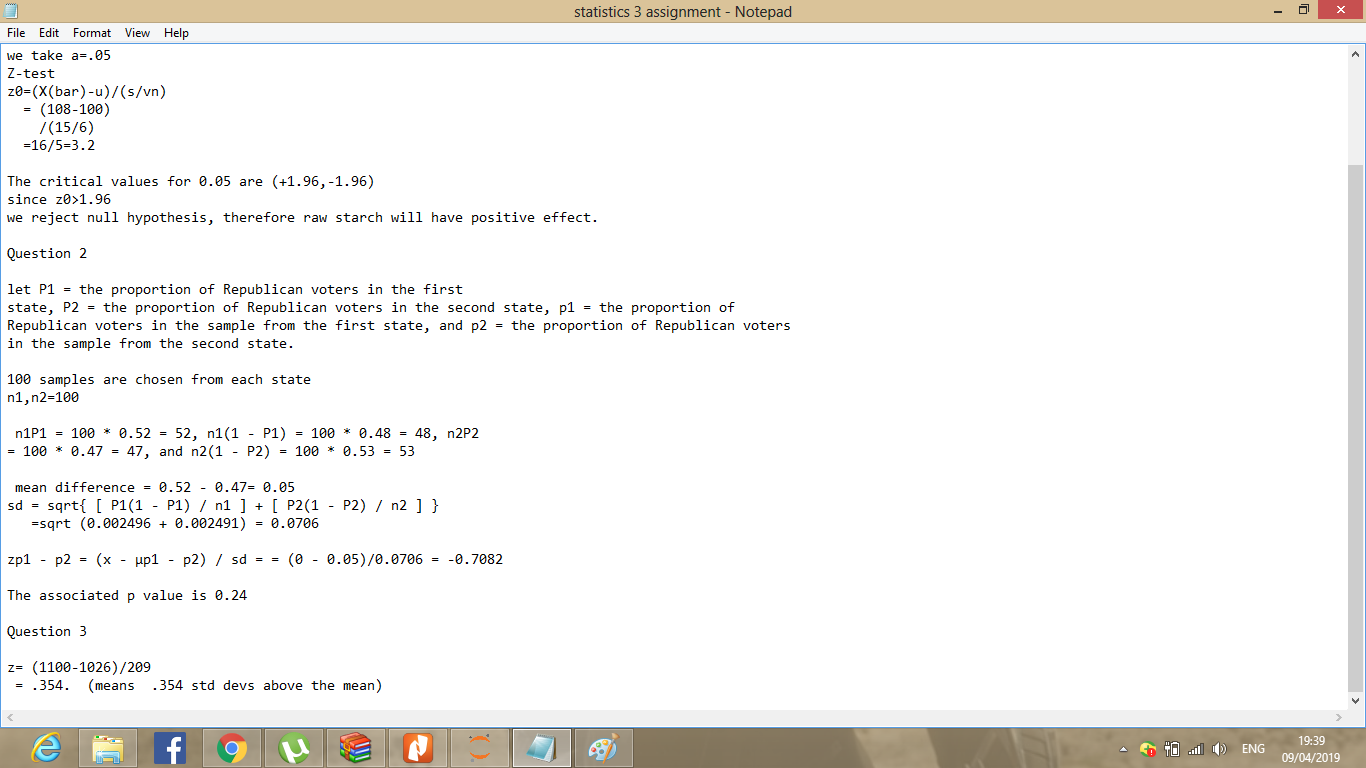 statistics 3 assignment - Notepad
File Edit Format View Help
we take a=.05
Z-test
z0=(X(bar)-u)/(s/vn)
  = (108-100)
    /(15/6)
  =16/5=3.2

The critical values for 0.05 are (+1.96,-1.96)
since z0>1.96
we reject null hypothesis, therefore raw starch will have positive effect.

Question 2

let P1 = the proportion of Republican voters in the first
state, P2 = the proportion of Republican voters in the second state, p1 = the proportion of
Republican voters in the sample from the first state, and p2 = the proportion of Republican voters
in the sample from the second state.

100 samples are chosen from each state
n1,n2=100

 n1P1 = 100 * 0.52 = 52, n1(1 - P1) = 100 * 0.48 = 48, n2P2
= 100 * 0.47 = 47, and n2(1 - P2) = 100 * 0.53 = 53

 mean difference = 0.52 - 0.47= 0.05
sd = sqrt{ [ P1(1 - P1) / n1 ] + [ P2(1 - P2) / n2 ] }
   =sqrt (0.002496 + 0.002491) = 0.0706

zp1 - p2 = (x - μp1 - p2) / sd = = (0 - 0.05)/0.0706 = -0.7082

The associated p value is 0.24

Question 3

z= (1100-1026)/209
 = .354.  (means  .354 std devs above the mean)
ENG
19:39
09/04/2019